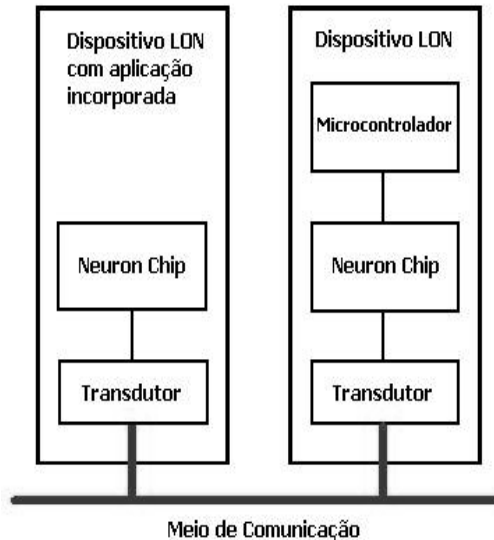 Dispositivo LON
com aplicação
incorporada
Neuron Chip
Transdutor
Dispositivo LON
Microcontrolador
Neuron Chip
Transdutor
Meio de Comunicação